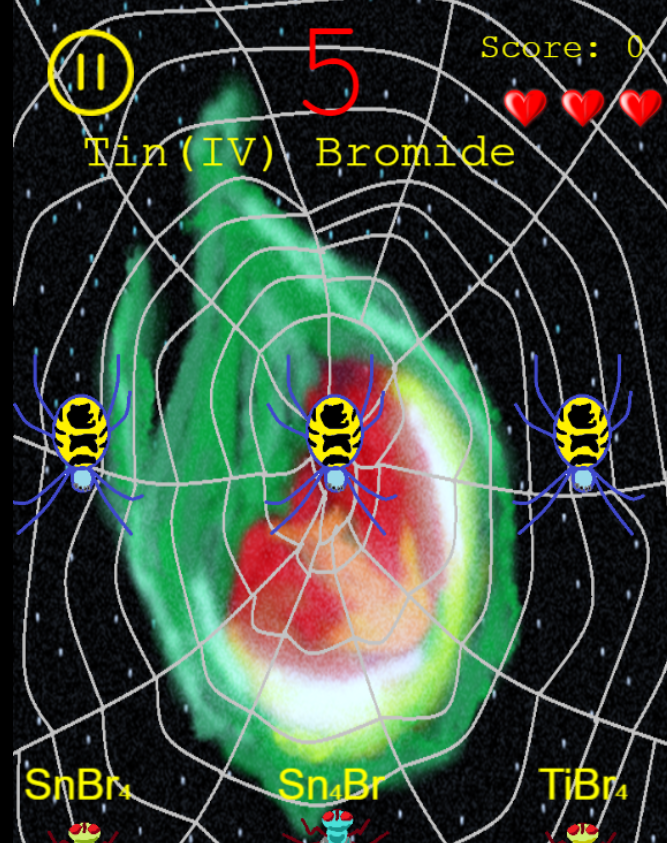 5
Score: 0
Tin(IV) Bromide
SnBr₄ Sn₄Br TiBr₄